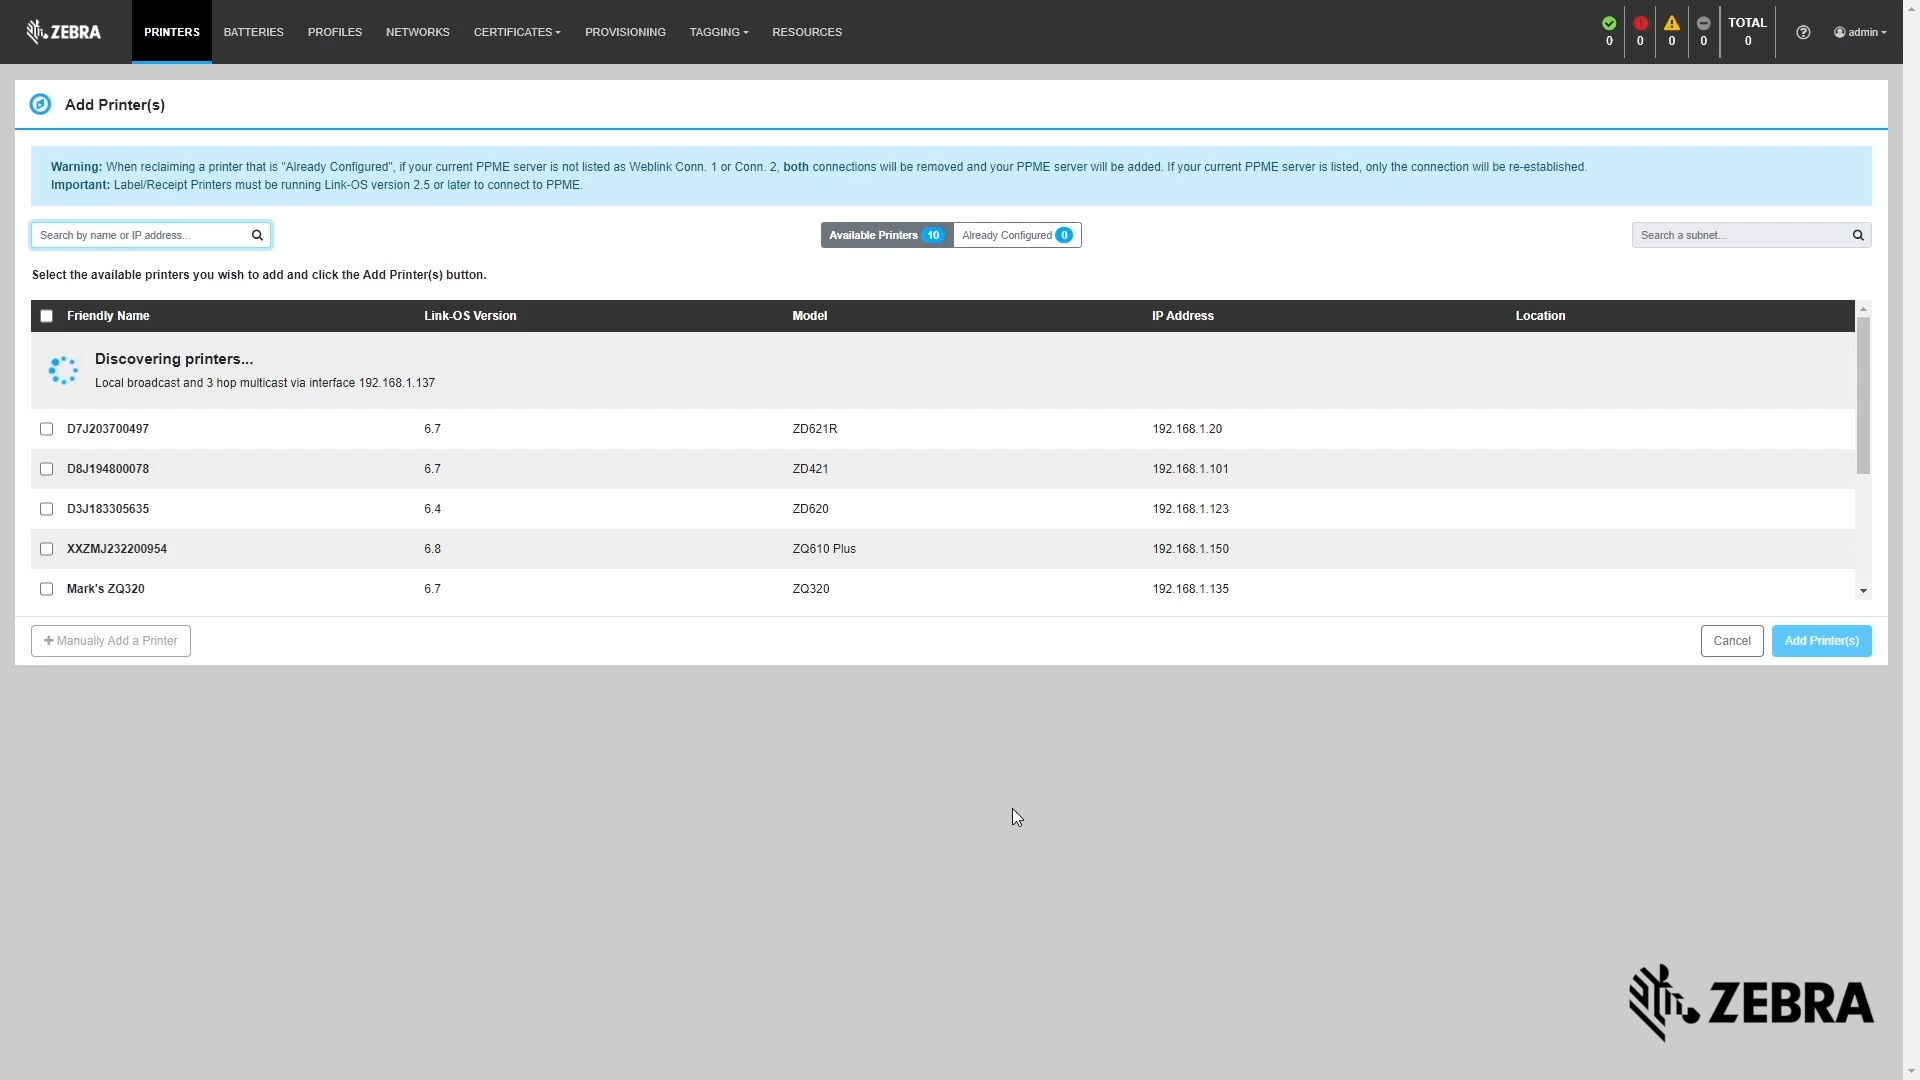 ZEBRA
PRINTERS
BATTERIES
PROFILES
NETWORKS
CERTIFICATES
PROVISIONING
TAGGING
RESOURCES
0
0
0
0
TOTAL
0
admin
Add Printer(s)
Warning: When reclaiming a printer that is "Already Configured", if your current PPME server is not listed as Weblink Conn. 1 or Conn. 2, both connections will be removed and your PPME server will be added. If your current PPME server is listed, only the connection will be re-established.
Important: Label/Receipt Printers must be running Link-OS version 2.5 or later to connect to PPME.
Search by name or IP address...
Available Printers 10
Already Configured 0
Search a subnet...
Select the available printers you wish to add and click the Add Printer(s) button.
Friendly Name Link-OS Version Model IP Address Location
Discovering printers...
Local broadcast and 3 hop multicast via interface 192.168.1.137
D7J203700497 6.7 ZD621R 192.168.1.20
D8J194800078 6.7 ZD421 192.168.1.101
D3J183305635 6.4 ZD620 192.168.1.123
XXZMJ232200954 6.8 ZQ610 Plus 192.168.1.150
Mark's ZQ320 6.7 ZQ320 192.168.1.135
Manually Add a Printer
Cancel
Add Printer(s)
ZEBRA